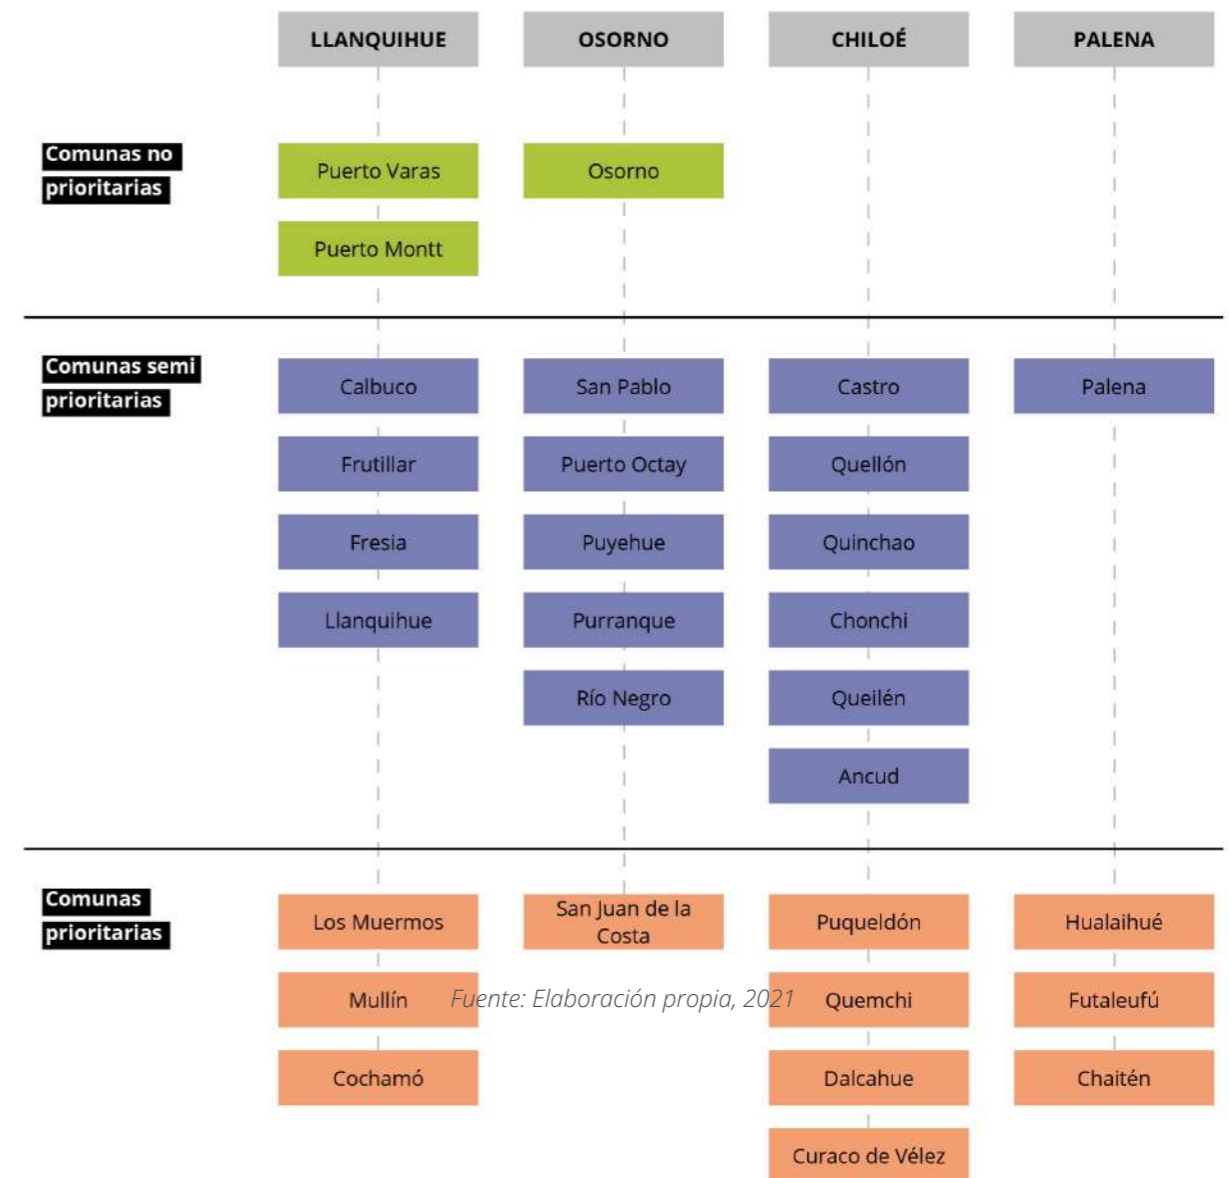 LLANQUIHUE
OSORNO
CHILOÉ
PALENA
Comunas no
prioritarias
Puerto Varas
Osorno
Puerto Montt
Comunas semi
prioritarias
Calbuco
San Pablo
Castro
Palena
Frutillar
Puerto Octay
Quellón
Fresia
Puyehue
Quinchao
Llanquihue
Purranque
Chonchi
Río Negro
Queilén
Ancud
Comunas
prioritarias
Los Muermos
San Juan de la
Costa
Puqueldón
Hualaihué
Mullín
Fuente: Elaboración propia, 2021
Quemchi
Futaleufú
Cochamó
Dalcahue
Chaitén
Curaco de Vélez